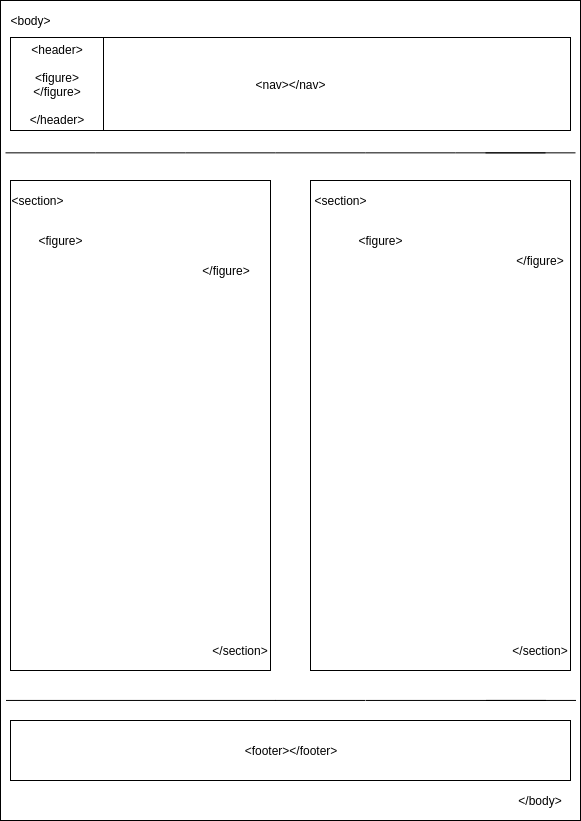 <body>
<header>
<figure>
</figure>
</header>
<nav></nav>
<section>
<figure>
</figure>
</section>
<section>
<figure>
</figure>
</section>
<footer></footer>
</body>